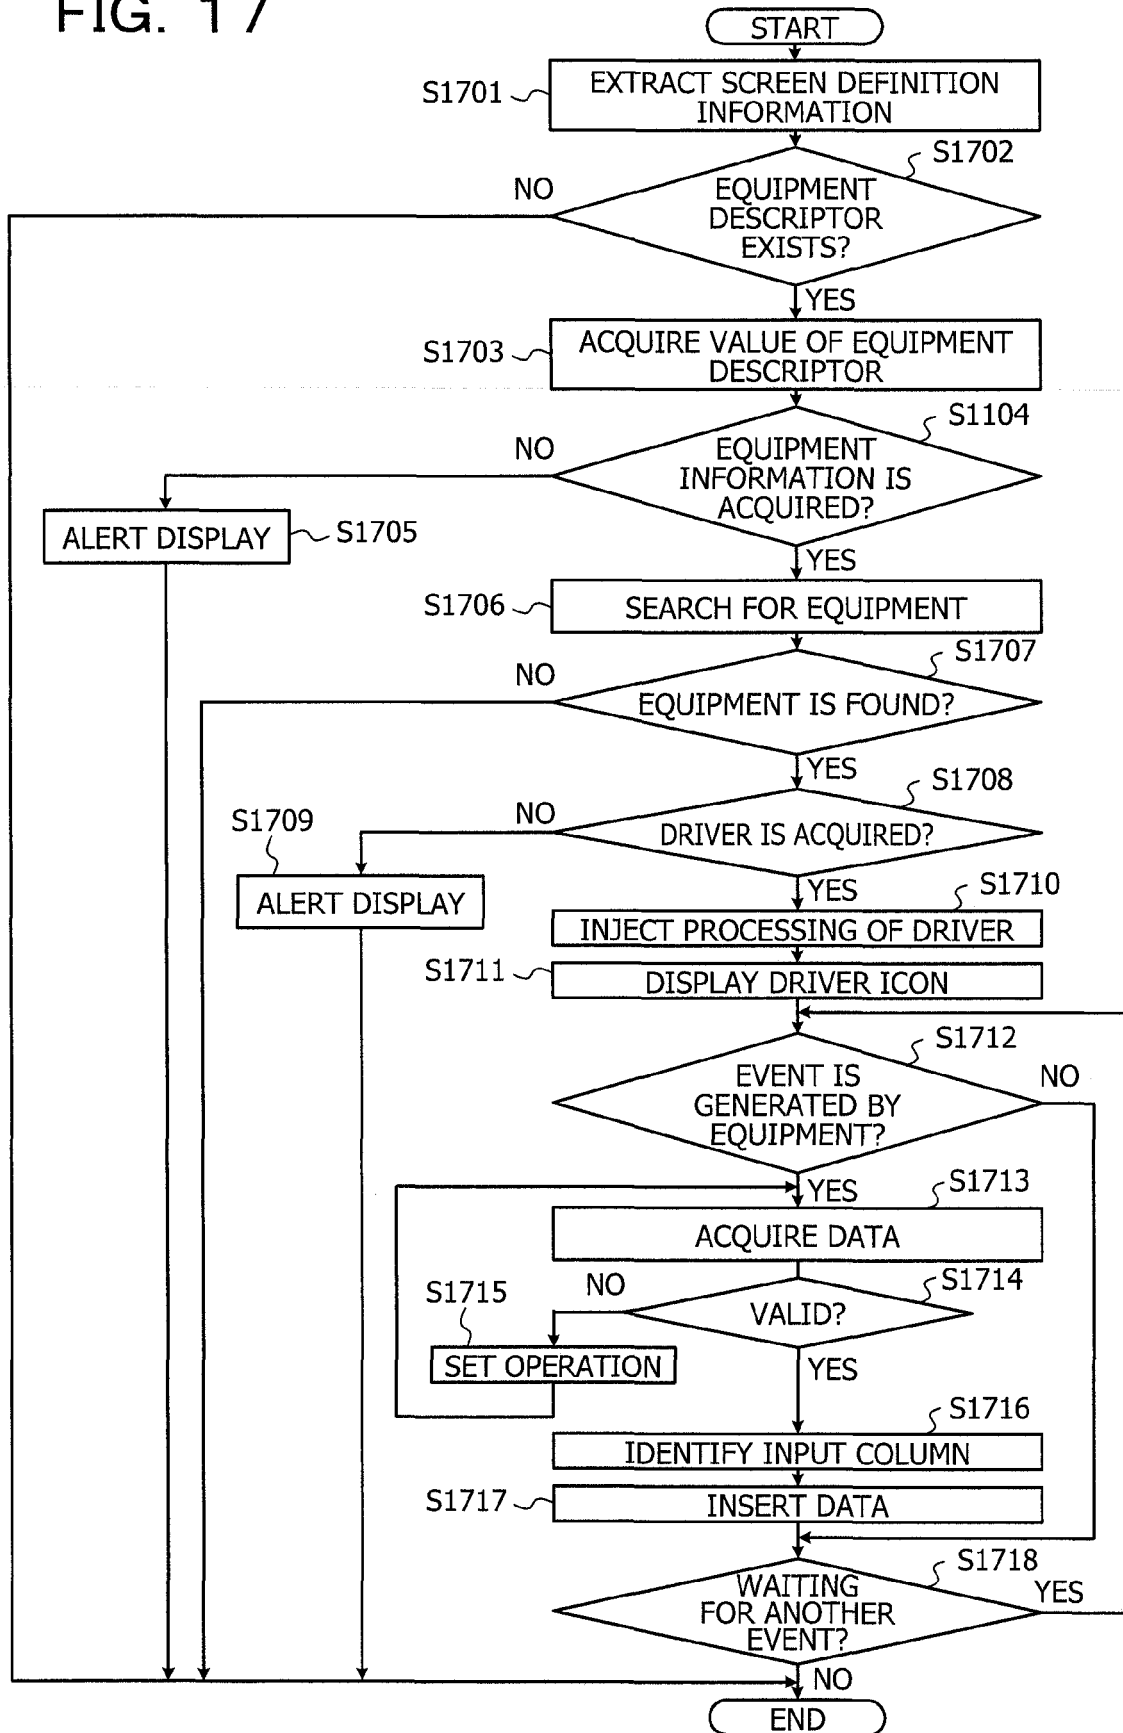 FIG. 17
START
S1701
EXTRACT SCREEN DEFINITION
INFORMATION
S1702
NO
EQUIPMENT
DESCRIPTOR
EXISTS?
YES
S1703
ACQUIRE VALUE OF EQUIPMENT
DESCRIPTOR
S1104
NO
EQUIPMENT
INFORMATION IS
ACQUIRED?
ALERT DISPLAY
S1705
YES
S1706
SEARCH FOR EQUIPMENT
S1707
NO
EQUIPMENT IS FOUND?
YES
S1708
NO
DRIVER IS ACQUIRED?
S1709
ALERT DISPLAY
YES
S1710
INJECT PROCESSING OF DRIVER
S1711
DISPLAY DRIVER ICON
S1712
EVENT IS
GENERATED BY
EQUIPMENT?
NO
YES
S1713
ACQUIRE DATA
S1714
NO
VALID?
S1715
SET OPERATION
YES
S1716
IDENTIFY INPUT COLUMN
S1717
INSERT DATA
S1718
WAITING
FOR ANOTHER
EVENT?
YES
NO
END